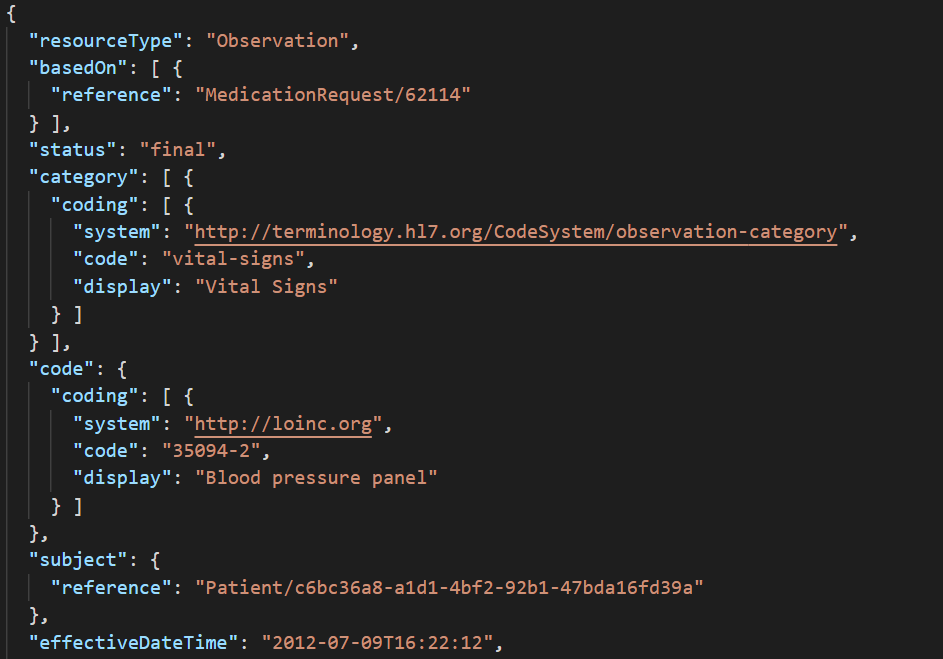 {
"resourceType": "Observation",
"basedOn": [ {
"reference": "MedicationRequest/62114"
} ],
"status": "final",
"category": [ {
"coding": [ {
"system": "http://terminology.hl7.org/CodeSystem/observation-category",
"code": "vital-signs",
"display": "Vital Signs"
} ]
} ],
"code": {
"coding": [ {
"system": "http://loinc.org",
"code": "35094-2",
"display": "Blood pressure panel"
} ]
},
"subject": {
"reference": "Patient/c6bc36a8-a1d1-4bf2-92b1-47bda16fd39a"
},
"effectiveDateTime": "2012-07-09T16:22:12",